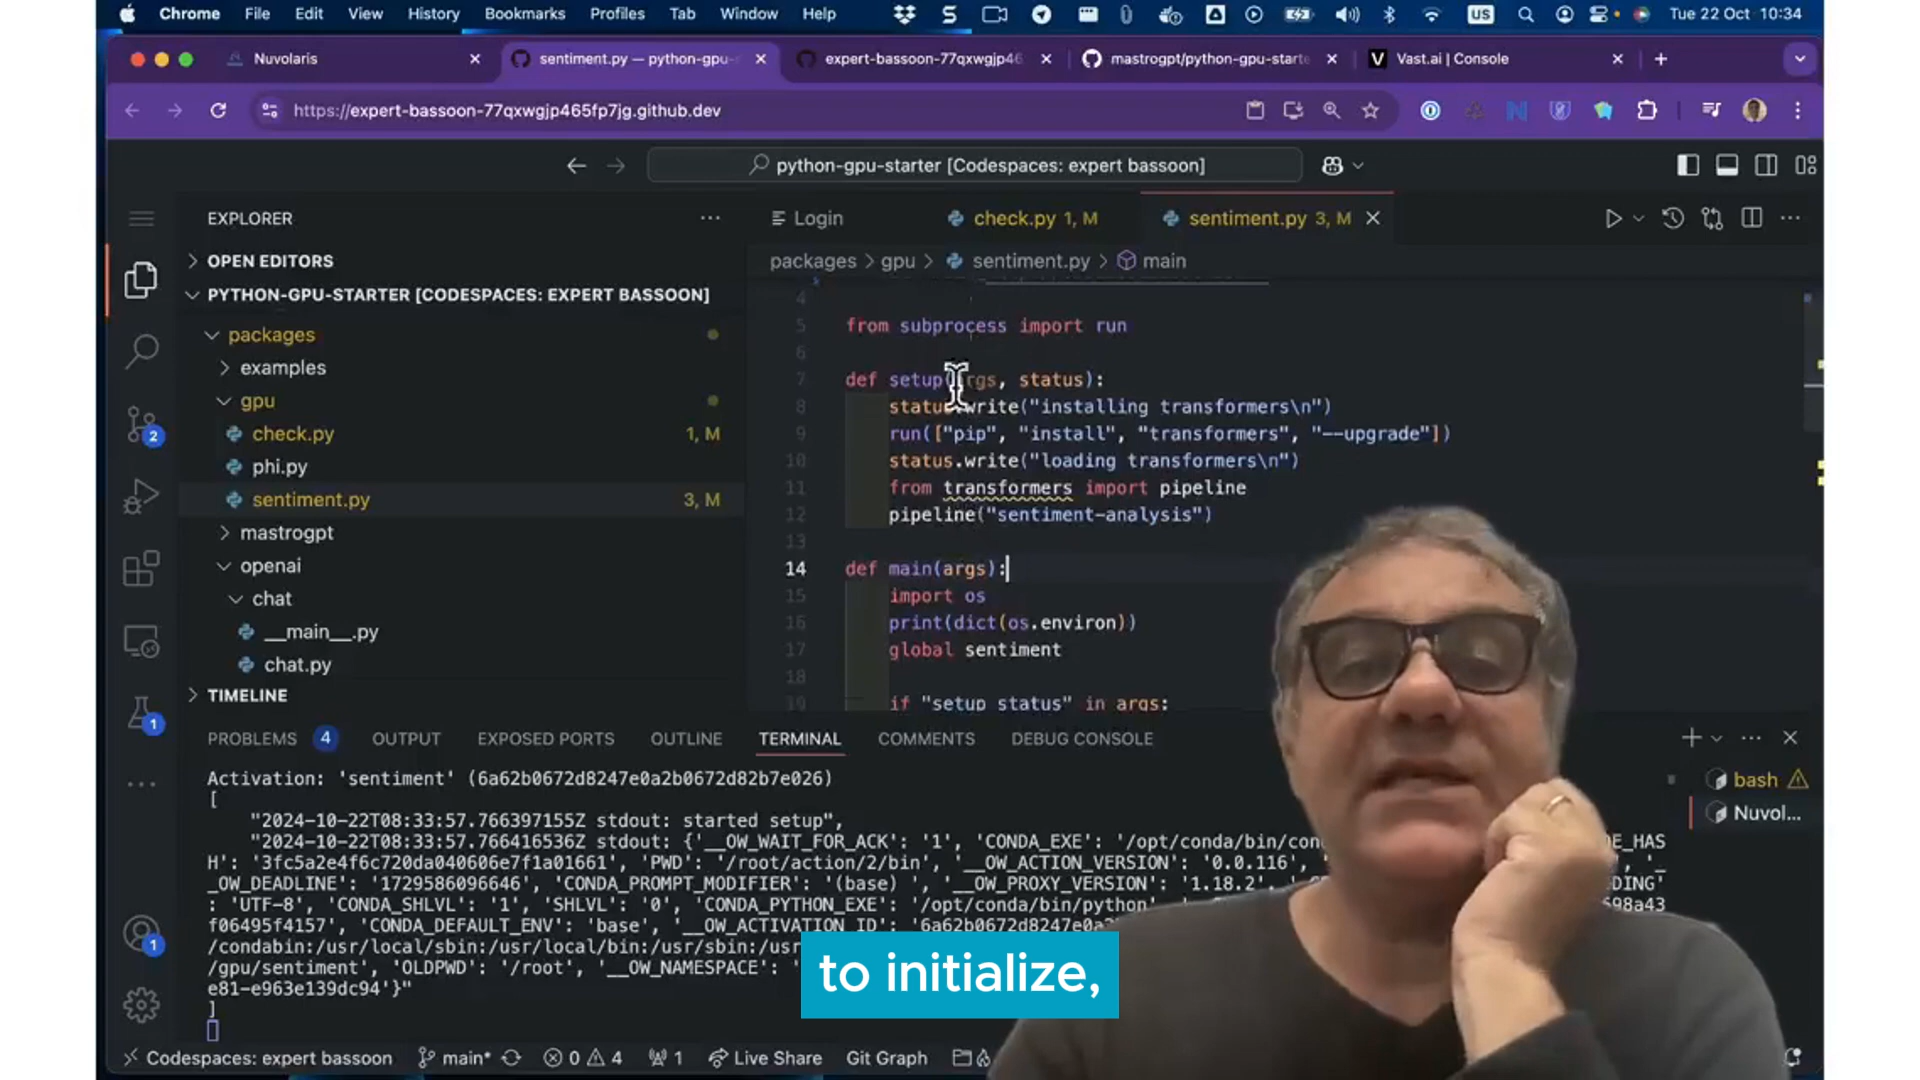 Chrome File Edit View History Bookmarks Profiles Tab Window Help US Tue 22 Oct 10:34
Nuvolaris sentiment.py — python-gpu- expert-bassoon-77qxwgjp46 mastrogpt/python-gpu-starte Vast.ai | Console
https://expert-bassoon-77qxwgjp465fp7jg.github.dev
python-gpu-starter [Codespaces: expert bassoon]
EXPLORER
OPEN EDITORS
PYTHON-GPU-STARTER [CODESPACES: EXPERT BASSOON]
packages
examples
gpu
check.py 1, M
phi.py
sentiment.py 3, M
mastrogpt
openai
chat
__main__.py
chat.py
TIMELINE
2
1
1
Login check.py 1, M sentiment.py 3, M
packages > gpu > sentiment.py > main
4
5 from subprocess import run
6
7 def setup(args, status):
8 status.write("installing transformers\n")
9 run(["pip", "install", "transformers", "--upgrade"])
10 status.write("loading transformers\n")
11 from transformers import pipeline
12 pipeline("sentiment-analysis")
13
14 def main(args):
15 import os
16 print(dict(os.environ))
17 global sentiment
18
19 if "setup_status" in args:
PROBLEMS 4 OUTPUT EXPOSED PORTS OUTLINE TERMINAL COMMENTS DEBUG CONSOLE
bash
Nuvol...
Activation: 'sentiment' (6a62b0672d8247e0a2b0672d82b7e026)
[
"2024-10-22T08:33:57.766397155Z stdout: started setup",
"2024-10-22T08:33:57.766416536Z stdout: {'__OW_WAIT_FOR_ACK': '1', 'CONDA_EXE': '/opt/conda/bin/con DE_HAS
H': '3fc5a2e4f6c720da040606e7f1a01661', 'PWD': '/root/action/2/bin', '__OW_ACTION_VERSION': '0.0.116', '_
_OW_DEADLINE': '1729586096646', 'CONDA_PROMPT_MODIFIER': '(base) ', '__OW_PROXY_VERSION': '1.18.2', DING'
: 'UTF-8', 'CONDA_SHLVL': '1', 'SHLVL': '0', 'CONDA_PYTHON_EXE': '/opt/conda/bin/python', 698a43
f06495f4157', 'CONDA_DEFAULT_ENV': 'base', '__OW_ACTIVATION_ID': '6a62b0672d8247e0a2
/condabin:/usr/local/sbin:/usr/local/bin:/usr/sbin:/usr
/gpu/sentiment', 'OLDPWD': '/root', '__OW_NAMESPACE': '
e81-e963e139dc94'}"
]
to initialize,
Codespaces: expert bassoon main* 0 4 1 Live Share Git Graph